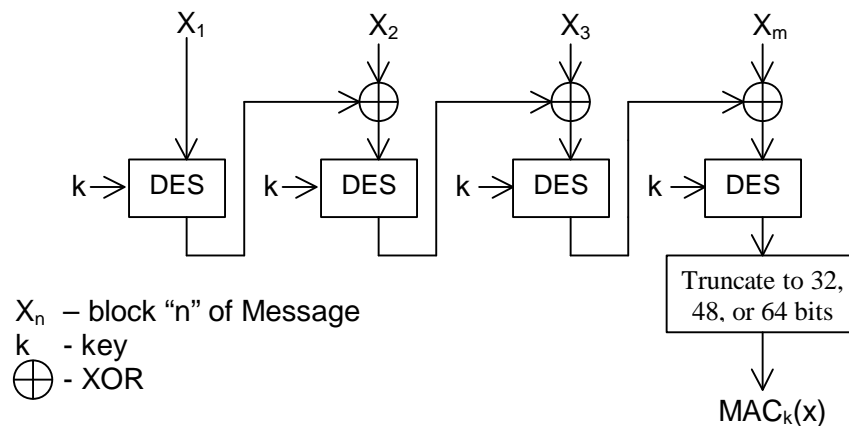 X₁ X₂ X₃ Xₘ
k DES k DES k DES k DES
Truncate to 32,
48, or 64 bits
Xₙ – block “n” of Message
k - key
⊕ - XOR
MACₖ(x)